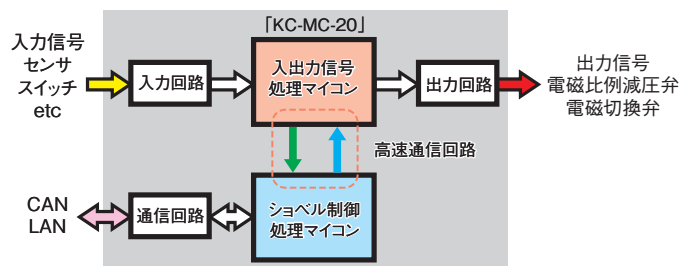 「KC-MC-20」
入力信号
センサ
スイッチ
etc
入力回路
入出力信号
処理マイコン
出力回路
出力信号
電磁比例減圧弁
電磁切換弁
高速通信回路
CAN
LAN
通信回路
ショベル制御
処理マイコン